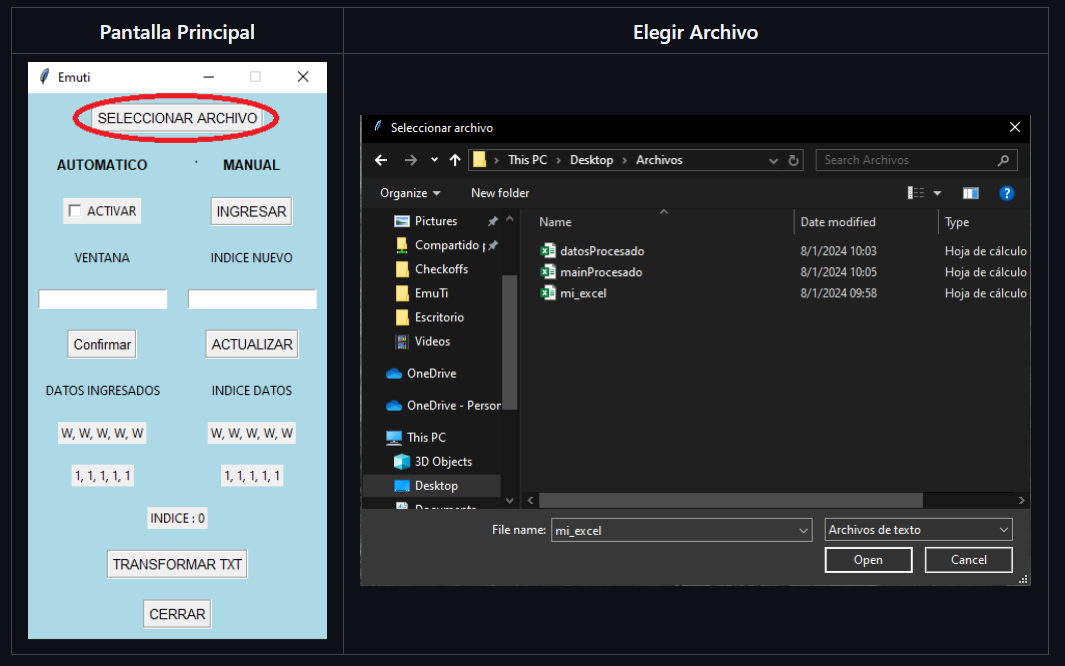 Pantalla Principal
Elegir Archivo
Emuti
SELECCIONAR ARCHIVO
AUTOMATICO
MANUAL
ACTIVAR
INGRESAR
VENTANA
INDICE NUEVO
Confirmar
ACTUALIZAR
DATOS INGRESADOS
INDICE DATOS
W, W, W, W, W
W, W, W, W, W
1, 1, 1, 1, 1
1, 1, 1, 1, 1
INDICE : 0
TRANSFORMAR TXT
CERRAR
Seleccionar archivo
This PC > Desktop > Archivos
Search Archivos
Organize
New folder
Pictures
Compartido
Checkoffs
EmuTi
Escritorio
Videos
OneDrive
OneDrive - Person
This PC
3D Objects
Desktop
Name Date modified Type
datosProcesado 8/1/2024 10:03 Hoja de cálculo
mainProcesado 8/1/2024 10:05 Hoja de cálculo
mi_excel 8/1/2024 09:58 Hoja de cálculo
File name: mi_excel
Archivos de texto
Open
Cancel